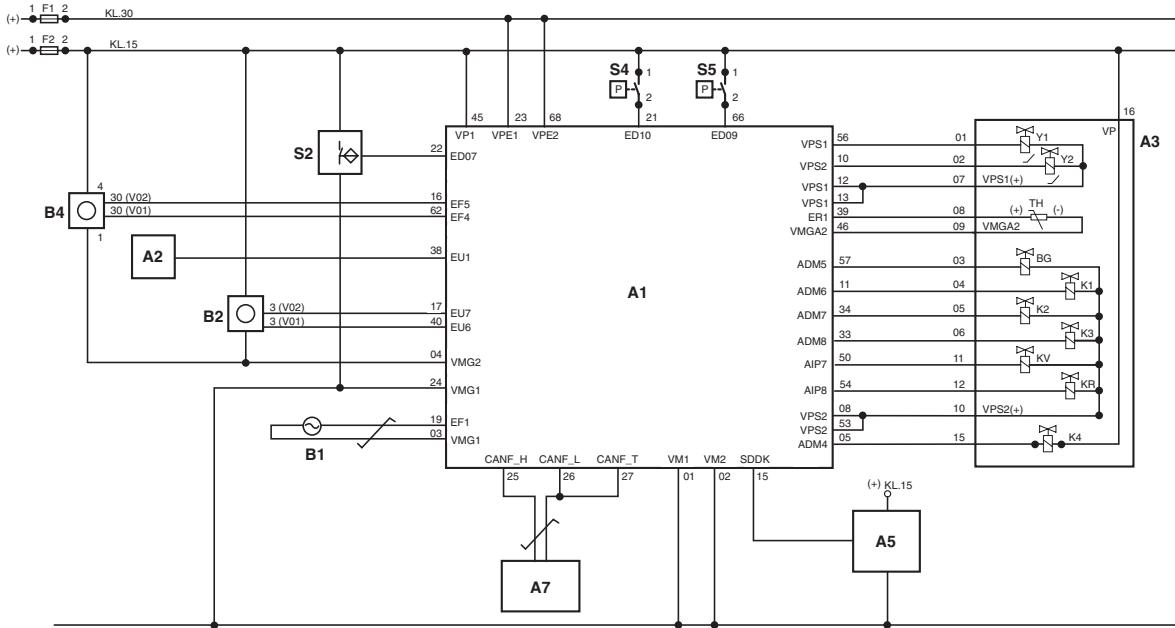 (+) 1 F1 2 KL.30
(+) 1 F2 2 KL.15
S4 P 1 2
S5 P 1 2
45 23 68 21 66 16
VP1 VPE1 VPE2 ED10 ED09 VP A3
S2 22 ED07
56 VPS1 01 Y1
10 VPS2 02 Y2
12 VPS1 07 VPS1(+)
13 VPS1
B4 4 1
30 (V02) 16 EF5
30 (V01) 62 EF4
39 ER1 08 (+) TH (-)
46 VMGA2 09 VMGA2
A2 38 EU1
A1
57 ADM5 03 BG
11 ADM6 04 K1
B2
3 (V02) 17 EU7
3 (V01) 40 EU6
34 ADM7 05 K2
33 ADM8 06 K3
04 VMG2
50 AIP7 11 KV
24 VMG1
54 AIP8 12 KR
08 VPS2 10 VPS2(+)
53 VPS2
05 ADM4 15 K4
B1
19 EF1
03 VMG1
CANF_H CANF_L CANF_T VM1 VM2 SDDK
25 26 27 01 02 15
(+) KL.15
A5
A7